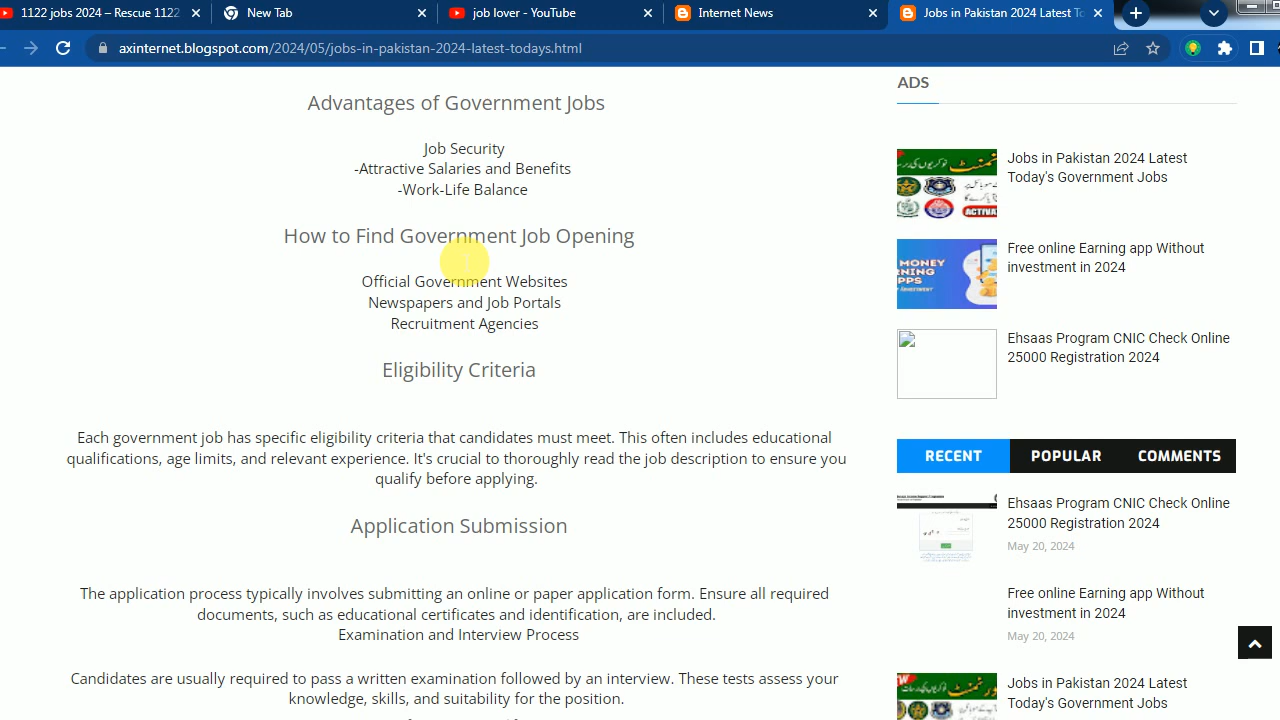 1122 jobs 2024 – Rescue 1122
New Tab
job lover - YouTube
Internet News
Jobs in Pakistan 2024 Latest To
axinternet.blogspot.com/2024/05/jobs-in-pakistan-2024-latest-todays.html
Advantages of Government Jobs
Job Security
-Attractive Salaries and Benefits
-Work-Life Balance
How to Find Government Job Opening
Official Government Websites
Newspapers and Job Portals
Recruitment Agencies
Eligibility Criteria
Each government job has specific eligibility criteria that candidates must meet. This often includes educational
qualifications, age limits, and relevant experience. It's crucial to thoroughly read the job description to ensure you
qualify before applying.
Application Submission
The application process typically involves submitting an online or paper application form. Ensure all required
documents, such as educational certificates and identification, are included.
Examination and Interview Process
Candidates are usually required to pass a written examination followed by an interview. These tests assess your
knowledge, skills, and suitability for the position.
ADS
Jobs in Pakistan 2024 Latest
Today's Government Jobs
MONEY
Free online Earning app Without
investment in 2024
Ehsaas Program CNIC Check Online
25000 Registration 2024
RECENT
POPULAR
COMMENTS
Ehsaas Program CNIC Check Online
25000 Registration 2024
May 20, 2024
Free online Earning app Without
investment in 2024
May 20, 2024
Jobs in Pakistan 2024 Latest
Today's Government Jobs